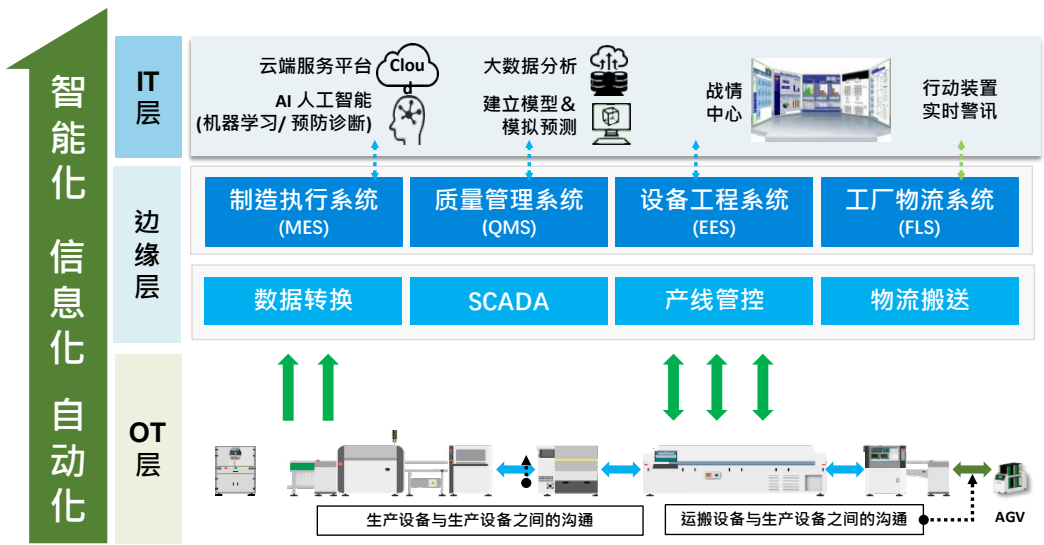 智能化 信息化 自动化
IT
层
云端服务平台
Clou
d
AI 人工智能
(机器学习/ 预防诊断)
大数据分析
建立模型&
模拟预测
战情
中心
行动装置
实时警讯
边缘层
制造执行系统
(MES)
质量管理系统
(QMS)
设备工程系统
(EES)
工厂物流系统
(FLS)
数据转换
SCADA
产线管控
物流搬送
OT
层
生产设备与生产设备之间的沟通
运搬设备与生产设备之间的沟通
AGV